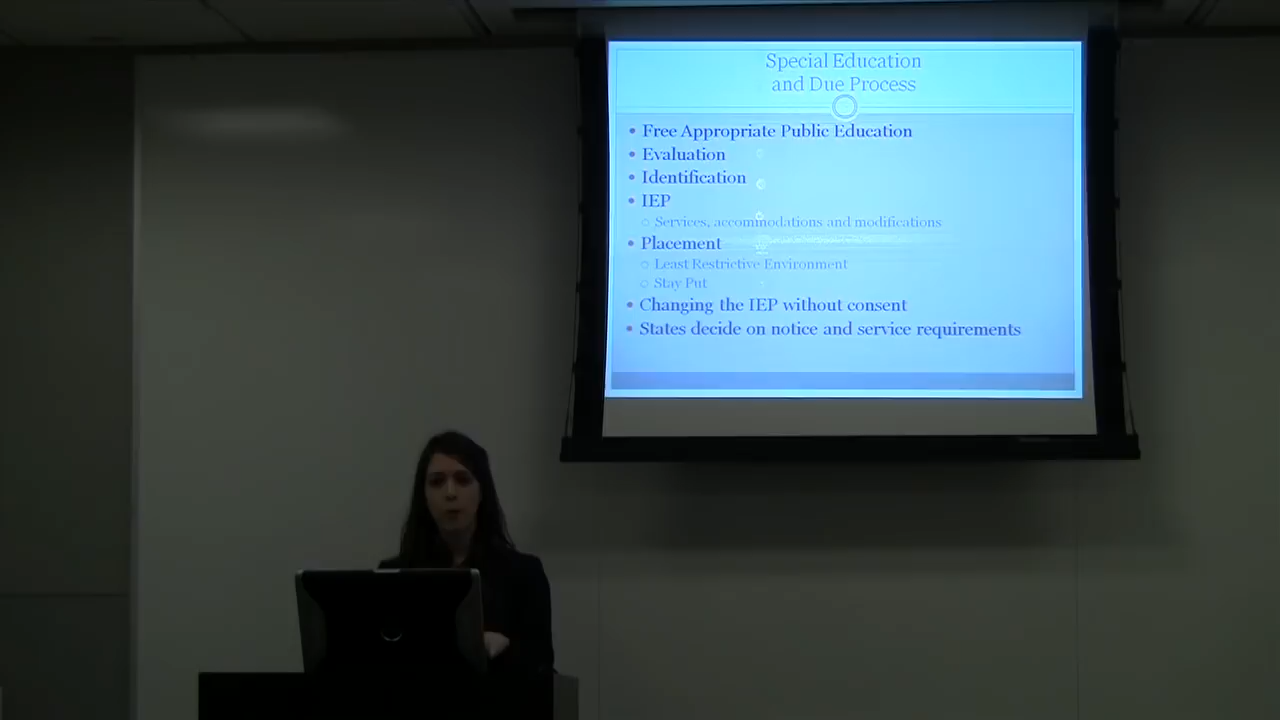 Special Education
and Due Process
• Free Appropriate Public Education
• Evaluation
• Identification
• IEP
○ Services, accommodations and modifications
• Placement
○ Least Restrictive Environment
○ Stay Put
• Changing the IEP without consent
• States decide on notice and service requirements